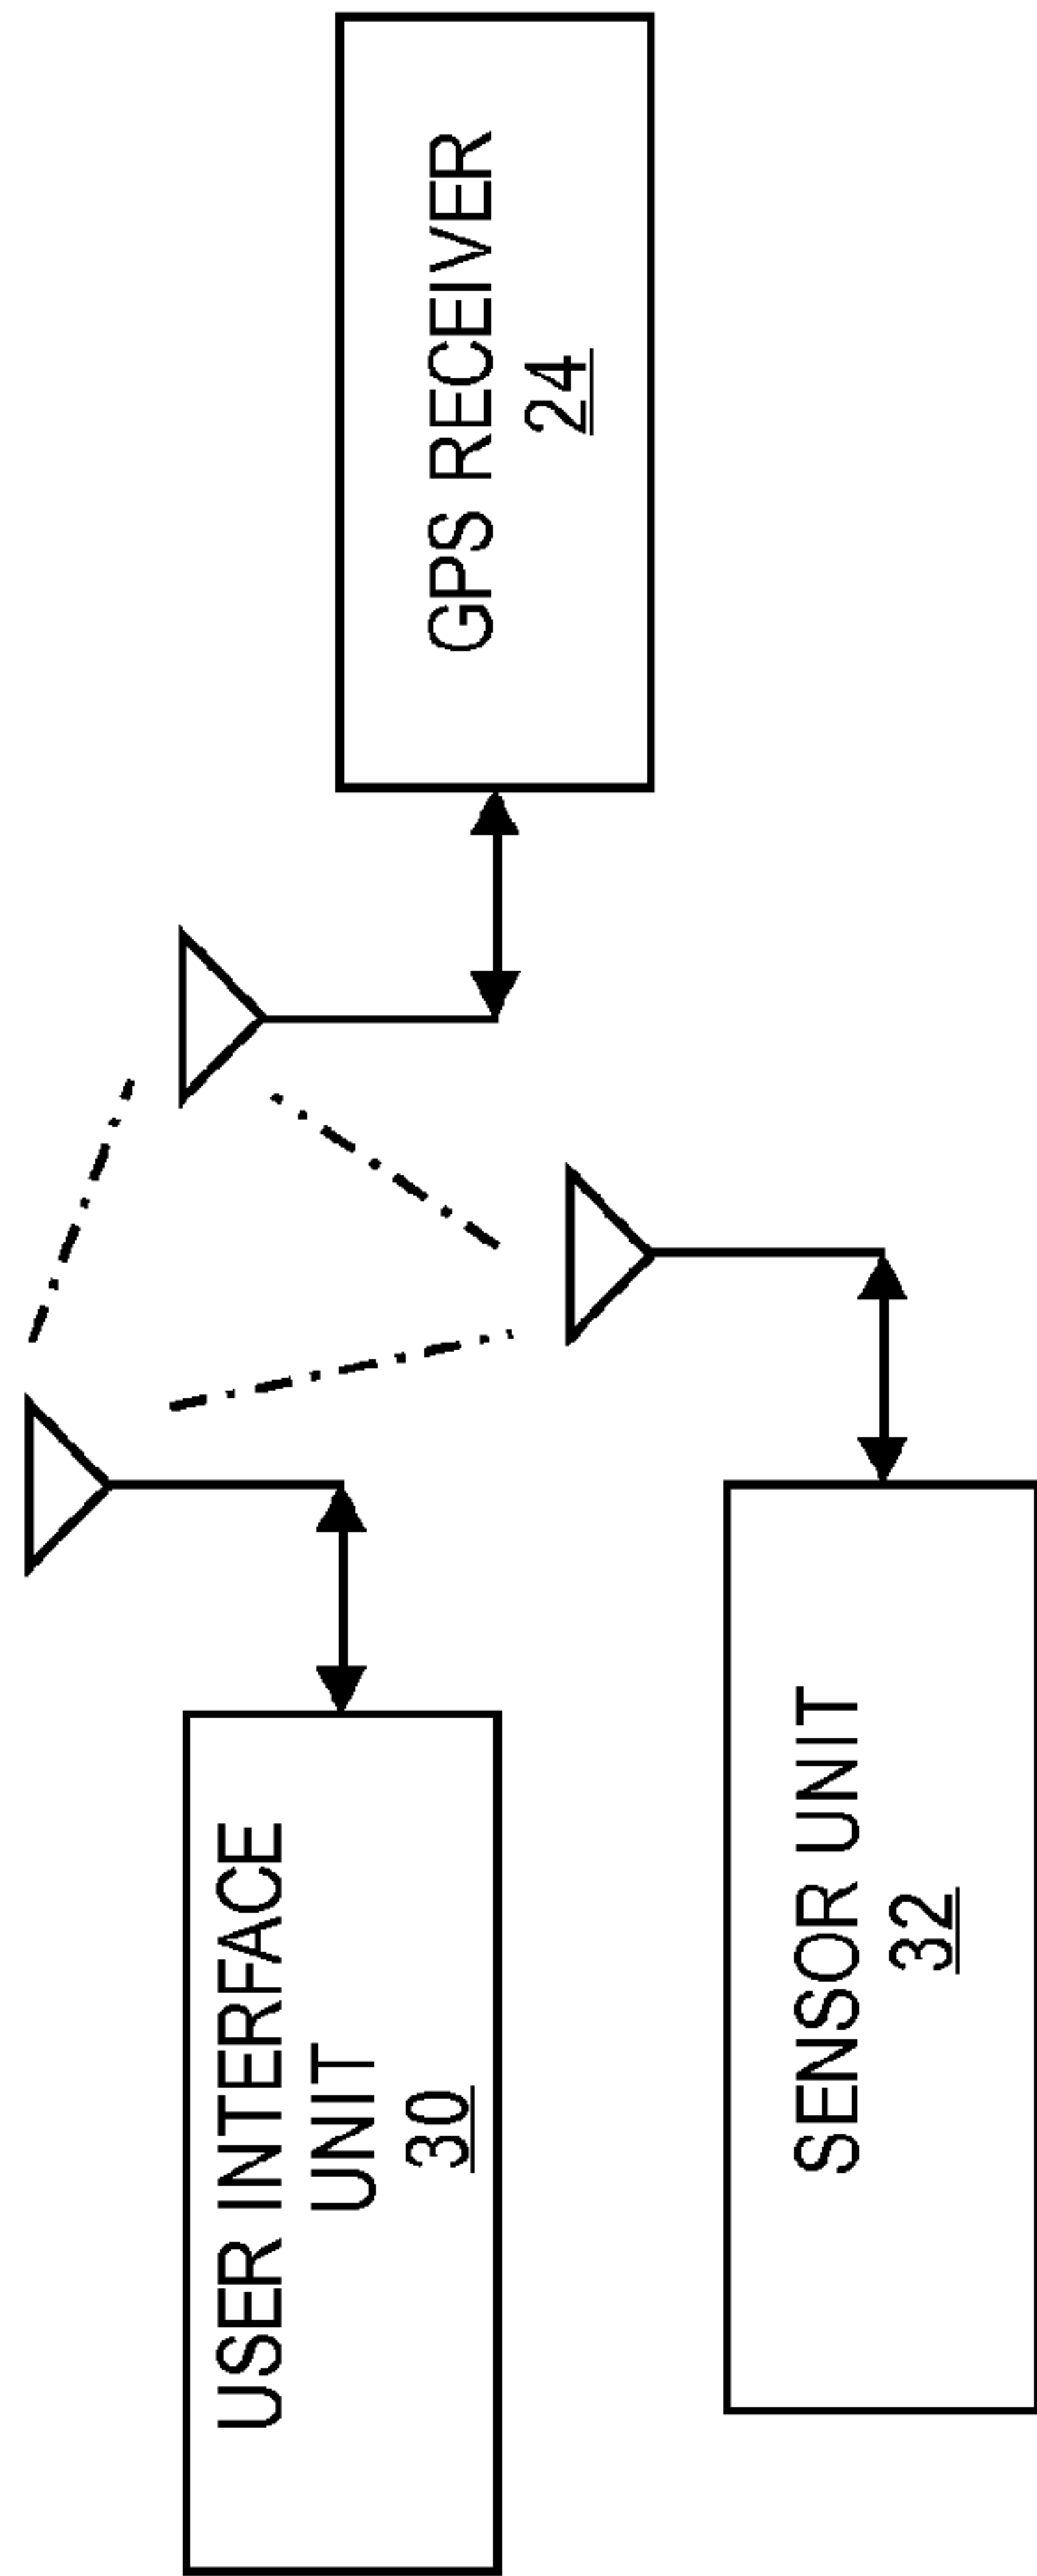 USER INTERFACE
UNIT
30
GPS RECEIVER
24
SENSOR UNIT
32